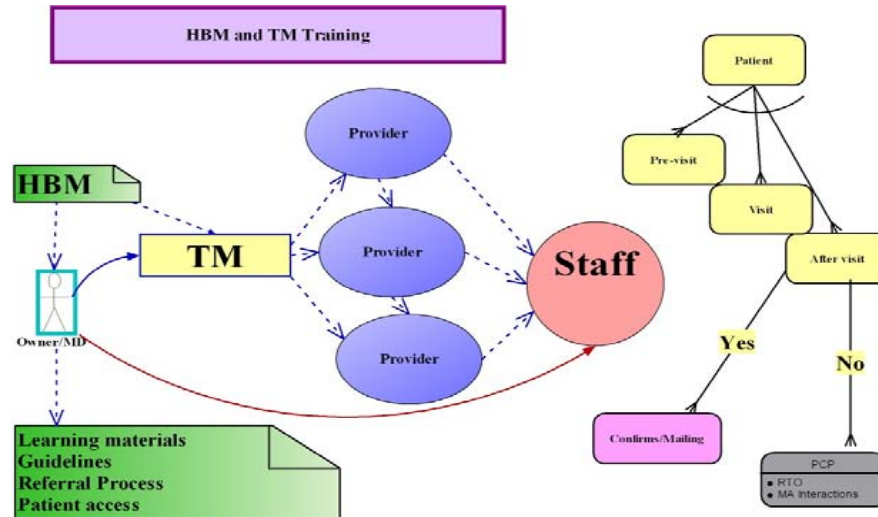 HBM and TM Training
HBM
TM
Owner/MD
Provider
Provider
Provider
Staff
Learning materials
Guidelines
Referral Process
Patient access
Patient
Pre-visit
Visit
After visit
Yes
No
Confirms/Mailing
PCP
• RTO
• MA Interactions